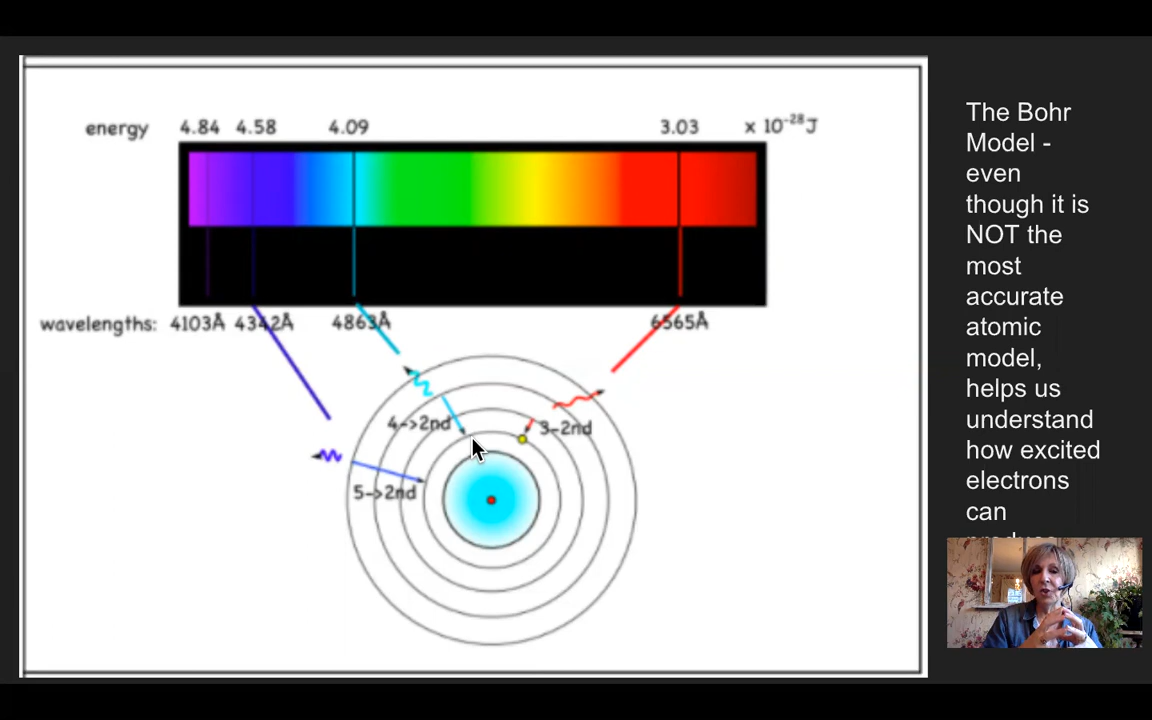 energy 4.84 4.58 4.09 3.03 x 10⁻²⁸J
wavelengths: 4103Å 4342Å 4863Å 6565Å
4->2nd 3-2nd
5->2nd
The Bohr
Model -
even
though it is
NOT the
most
accurate
atomic
model,
helps us
understand
how excited
electrons
can